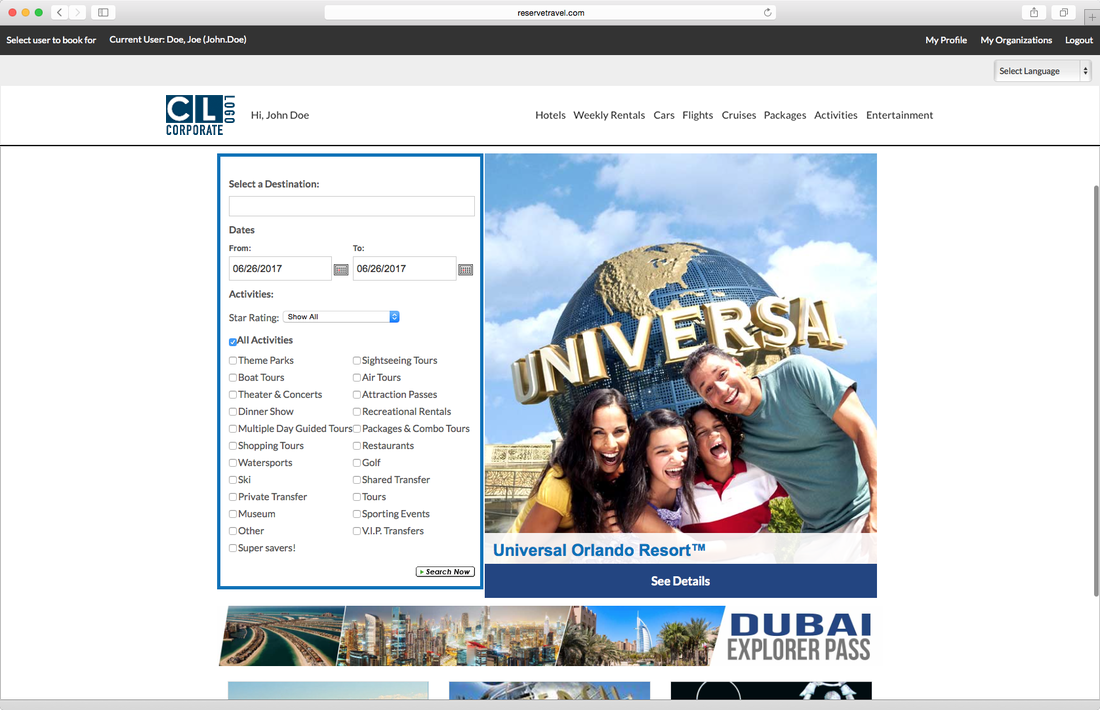 reservetravel.com
Select user to book for Current User: Doe, Joe (John.Doe) My Profile My Organizations Logout
Select Language
CL LOGO
CORPORATE
Hi, John Doe Hotels Weekly Rentals Cars Flights Cruises Packages Activities Entertainment
Select a Destination:
Dates
From: To:
06/26/2017 06/26/2017
Activities:
Star Rating: Show All
All Activities
Theme Parks Sightseeing Tours
Boat Tours Air Tours
Theater & Concerts Attraction Passes
Dinner Show Recreational Rentals
Multiple Day Guided Tours Packages & Combo Tours
Shopping Tours Restaurants
Watersports Golf
Ski Shared Transfer
Private Transfer Tours
Museum Sporting Events
Other V.I.P. Transfers
Super savers!
Search Now
UNIVERSAL
Universal Orlando Resort™
See Details
DUBAI
EXPLORER PASS